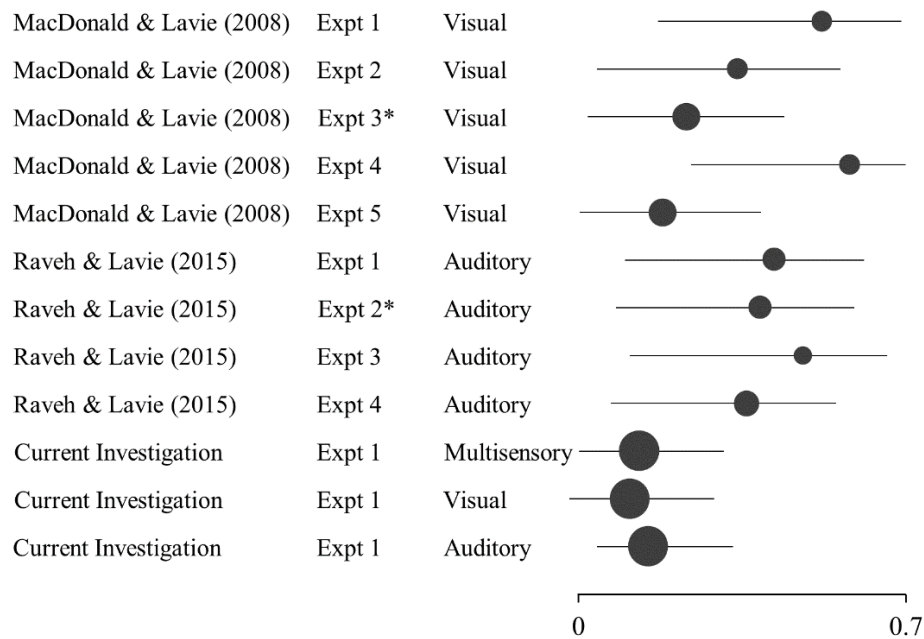 MacDonald & Lavie (2008) Expt 1 Visual
MacDonald & Lavie (2008) Expt 2 Visual
MacDonald & Lavie (2008) Expt 3* Visual
MacDonald & Lavie (2008) Expt 4 Visual
MacDonald & Lavie (2008) Expt 5 Visual
Raveh & Lavie (2015) Expt 1 Auditory
Raveh & Lavie (2015) Expt 2* Auditory
Raveh & Lavie (2015) Expt 3 Auditory
Raveh & Lavie (2015) Expt 4 Auditory
Current Investigation Expt 1 Multisensory
Current Investigation Expt 1 Visual
Current Investigation Expt 1 Auditory
0 0.7